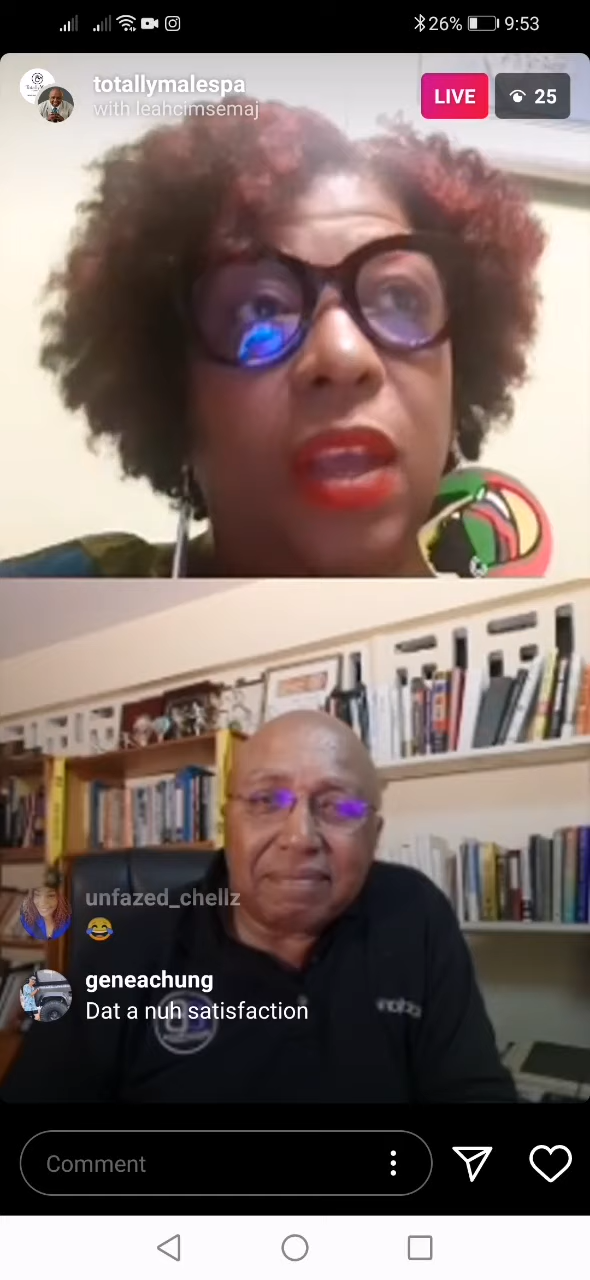 26% 9:53
totallymalespa
with leahcimsemaj
LIVE
25
unfazed_chellz
😂
geneachung
Dat a nuh satisfaction
Comment